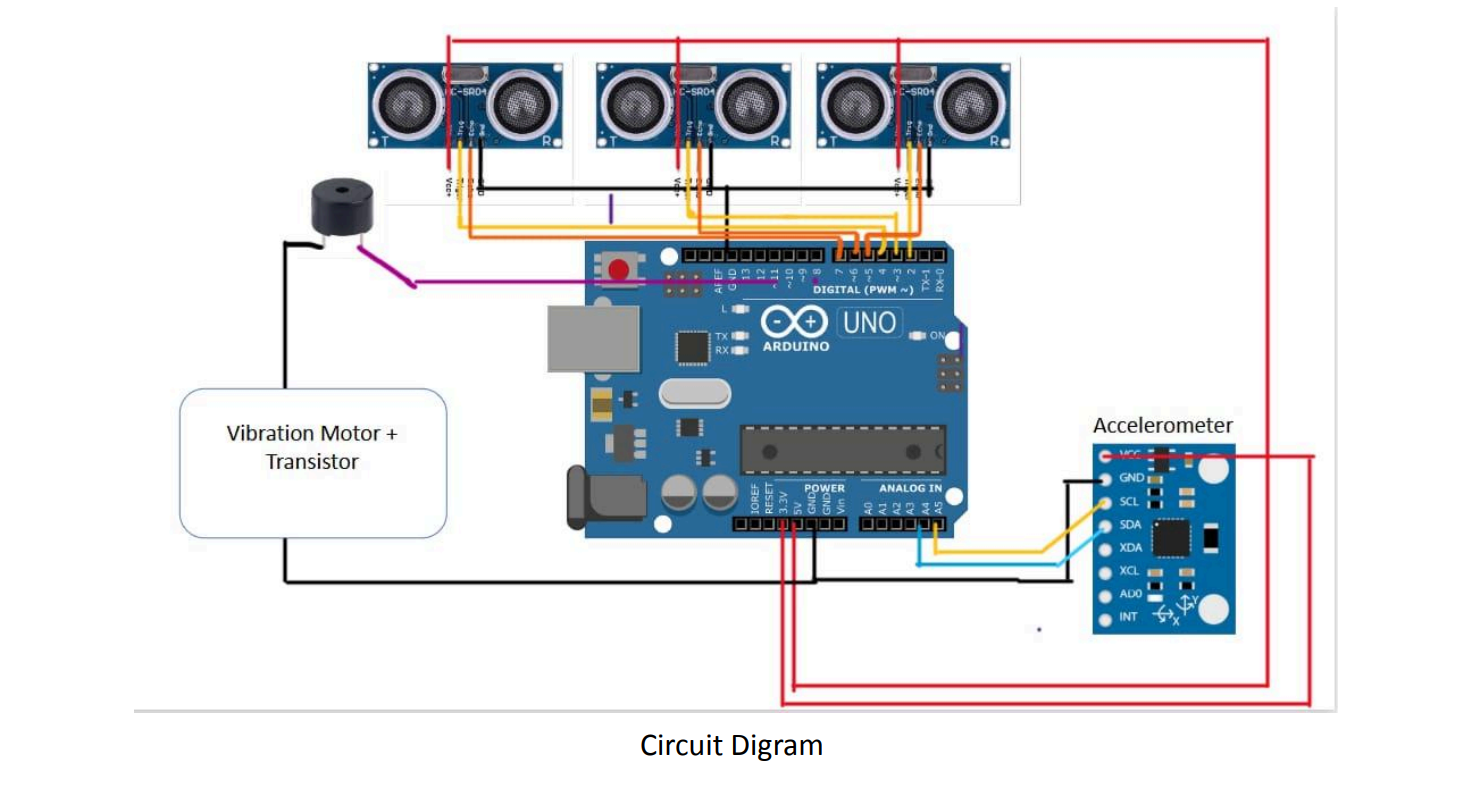 HC-SR04
HC-SR04
HC-SR04
T
Trig
Echo
Gnd
R
T
Trig
Echo
Gnd
R
T
Trig
Echo
Gnd
R
Vcc+
Vcc+
Vcc+
AREF
GND
13
12
~11
~10
~9
8
7
~6
~5
4
~3
2
TX-1
RX-0
DIGITAL (PWM ~)
L
TX
RX
UNO
ARDUINO
ON
Vibration Motor +
Transistor
POWER
ANALOG IN
IOREF
RESET
3.3V
5V
GND
GND
Vin
A0
A1
A2
A3
A4
A5
Accelerometer
VCC
GND
SCL
SDA
XDA
XCL
AD0
INT
Y
X
Circuit Digram